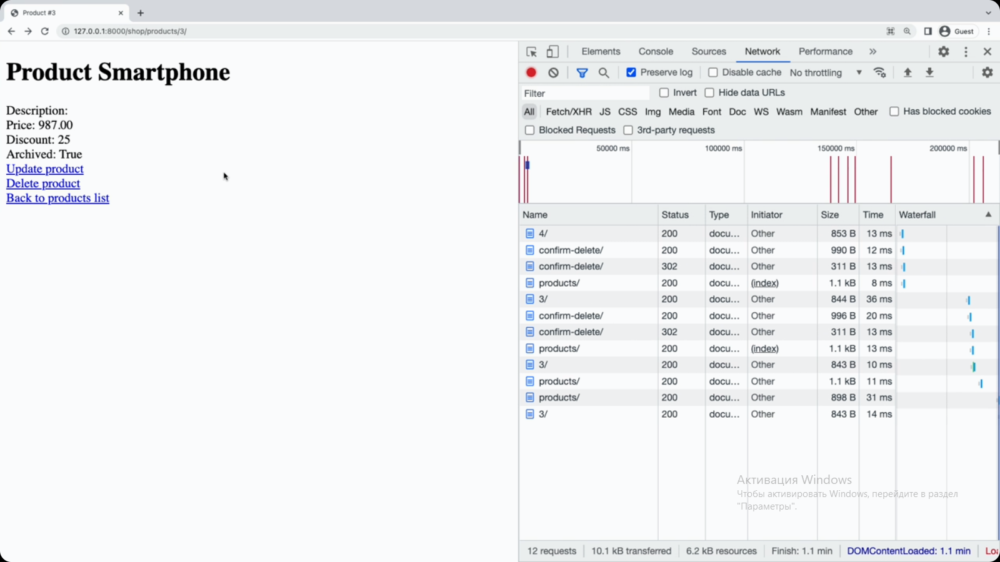 Product #3
127.0.0.1:8000/shop/products/3/
Guest
Product Smartphone
Description:
Price: 987.00
Discount: 25
Archived: True
Update product
Delete product
Back to products list
Elements Console Sources Network Performance
Preserve log Disable cache No throttling
Filter Invert Hide data URLs
All Fetch/XHR JS CSS Img Media Font Doc WS Wasm Manifest Other Has blocked cookies
Blocked Requests 3rd-party requests
50000 ms 100000 ms 150000 ms 200000 ms
Name Status Type Initiator Size Time Waterfall
4/ 200 docu... Other 853 B 13 ms
confirm-delete/ 200 docu... Other 990 B 12 ms
confirm-delete/ 302 docu... Other 311 B 13 ms
products/ 200 docu... (index) 1.1 kB 8 ms
3/ 200 docu... Other 844 B 36 ms
confirm-delete/ 200 docu... Other 996 B 20 ms
confirm-delete/ 302 docu... Other 311 B 13 ms
products/ 200 docu... (index) 1.1 kB 13 ms
3/ 200 docu... Other 843 B 10 ms
products/ 200 docu... Other 1.1 kB 11 ms
products/ 200 docu... Other 898 B 31 ms
3/ 200 docu... Other 843 B 14 ms
Активация Windows
Чтобы активировать Windows, перейдите в раздел
"Параметры".
12 requests 10.1 kB transferred 6.2 kB resources Finish: 1.1 min DOMContentLoaded: 1.1 min